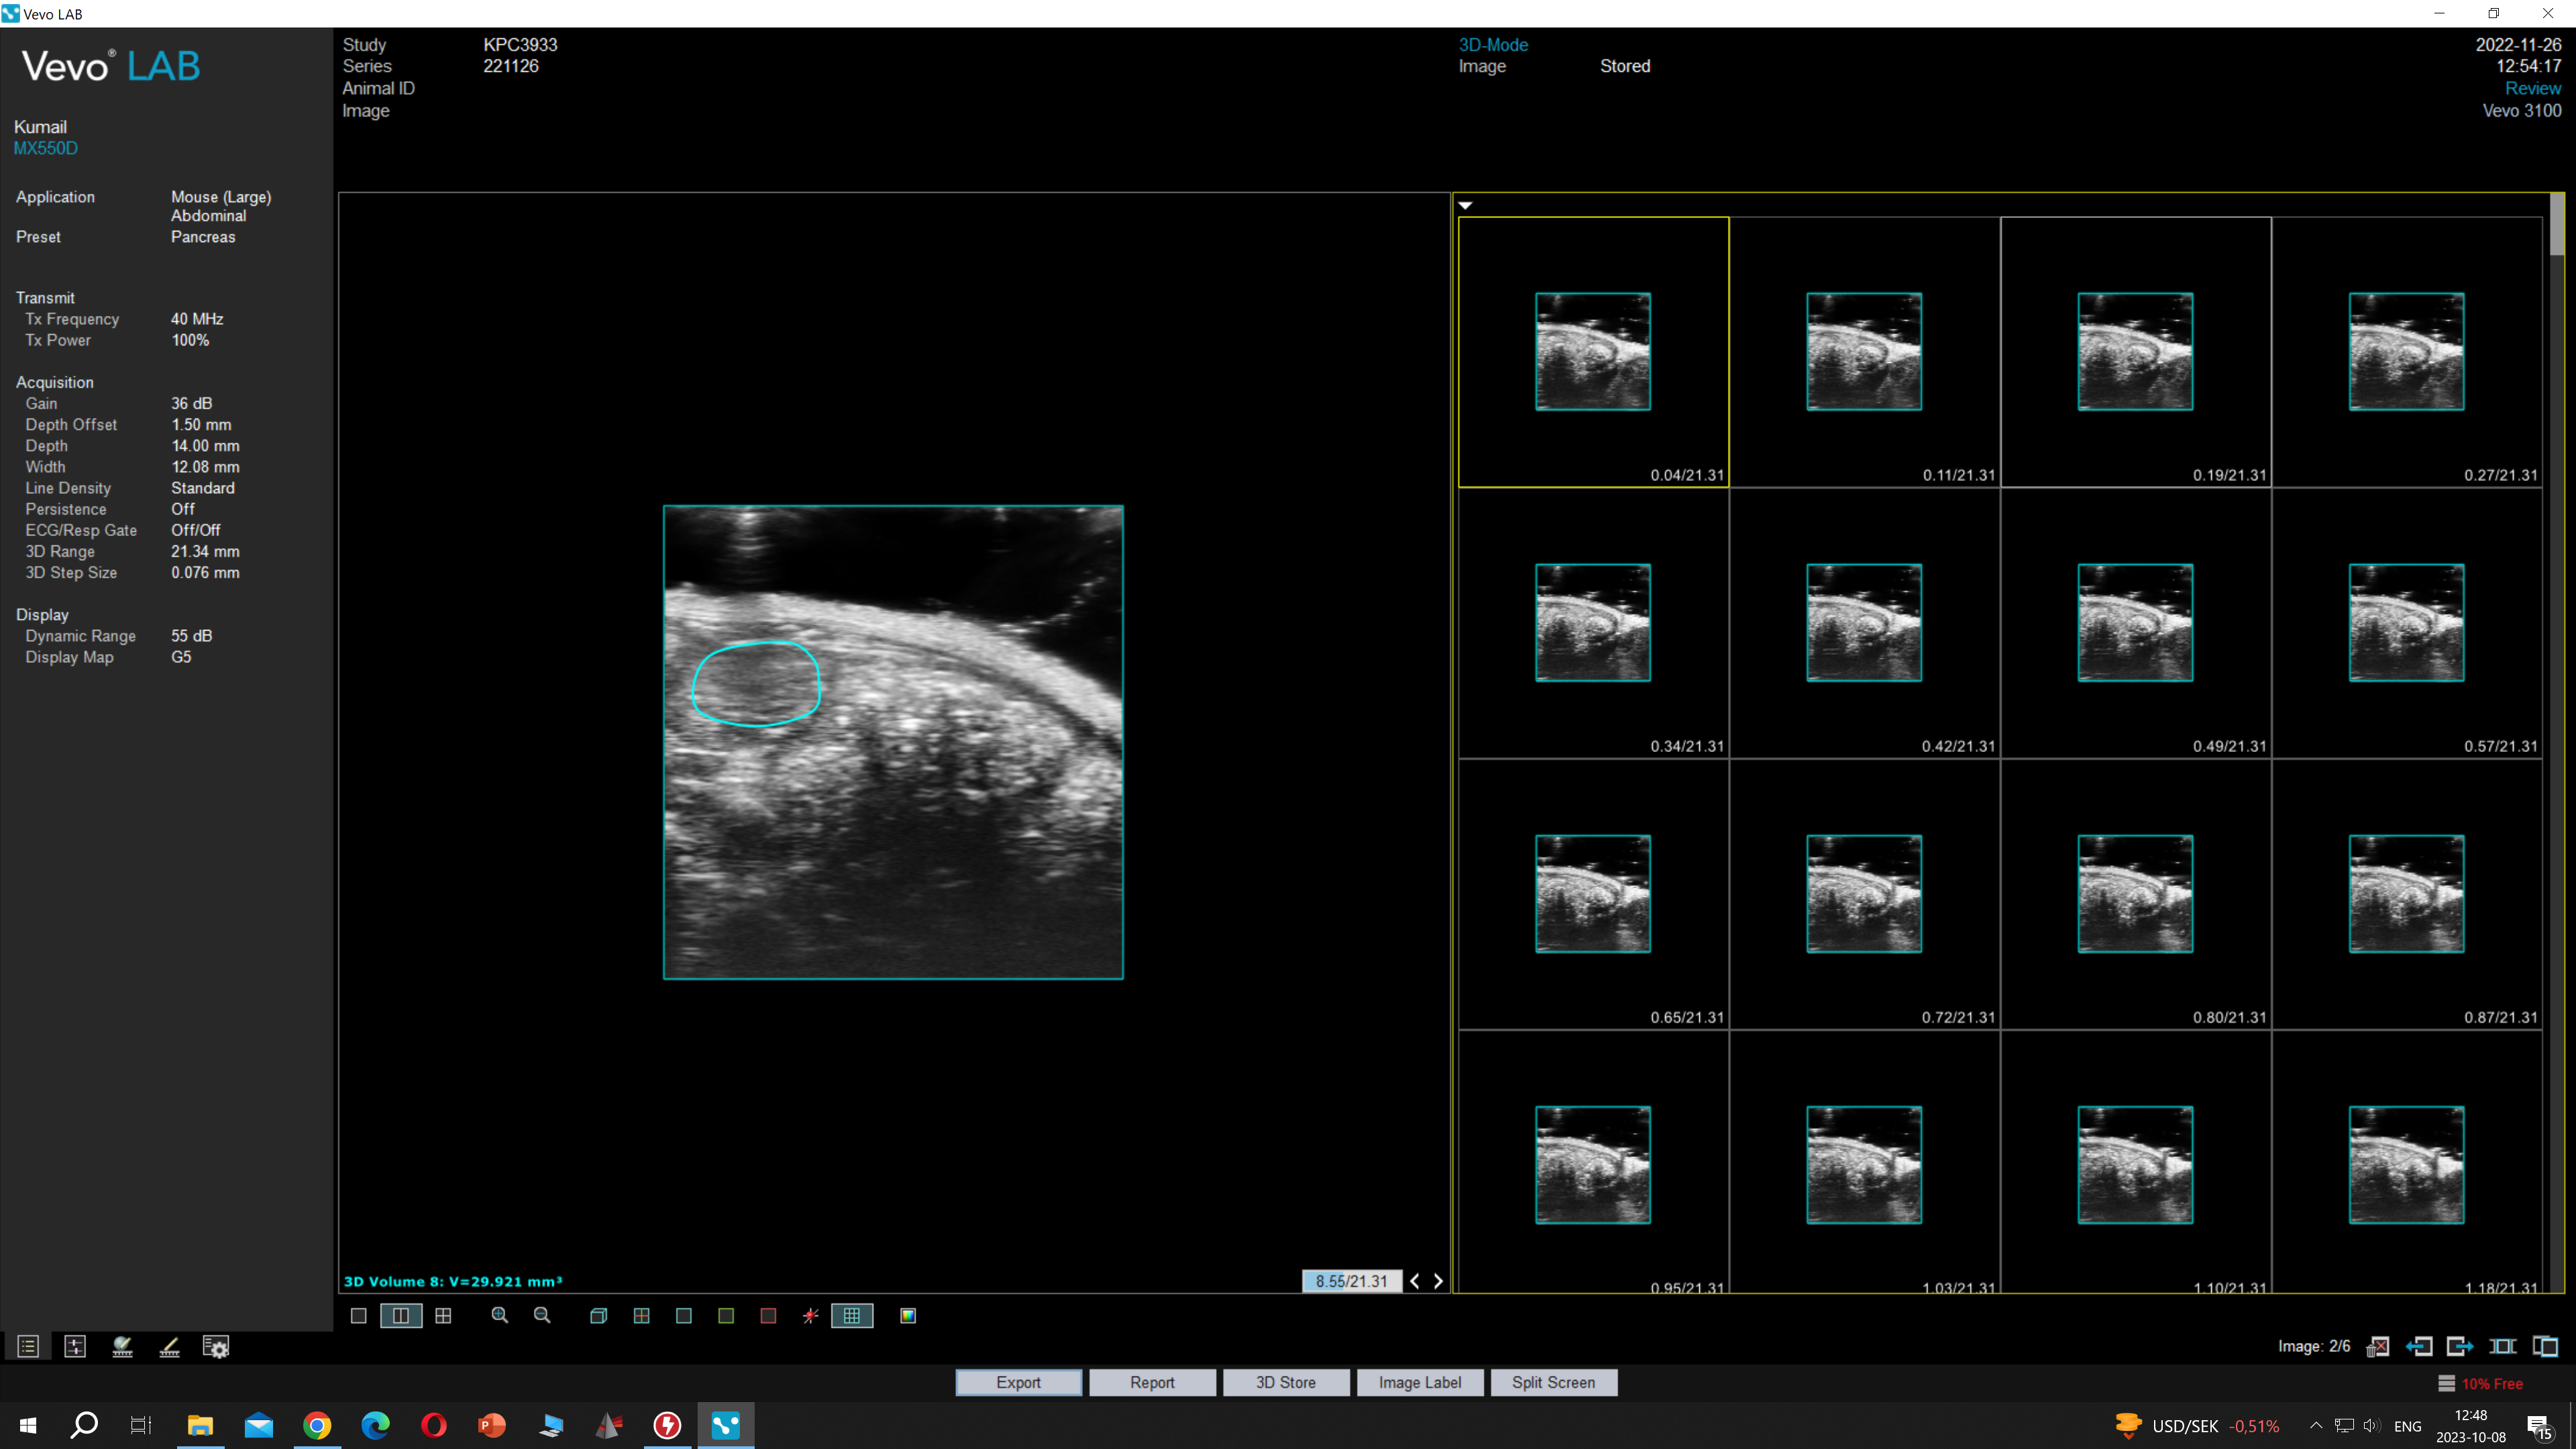 Vevo LAB
Vevo® LAB
Study KPC3933
Series 221126
Animal ID
Image
3D-Mode
Image Stored
2022-11-26
12:54:17
Review
Vevo 3100
Kumail
MX550D
Application Mouse (Large)
Abdominal
Preset Pancreas
Transmit
Tx Frequency 40 MHz
Tx Power 100%
Acquisition
Gain 36 dB
Depth Offset 1.50 mm
Depth 14.00 mm
Width 12.08 mm
Line Density Standard
Persistence Off
ECG/Resp Gate Off/Off
3D Range 21.34 mm
3D Step Size 0.076 mm
Display
Dynamic Range 55 dB
Display Map G5
3D Volume 8: V=29.921 mm³
8.55/21.31
0.04/21.31 0.11/21.31 0.19/21.31 0.27/21.31
0.34/21.31 0.42/21.31 0.49/21.31 0.57/21.31
0.65/21.31 0.72/21.31 0.80/21.31 0.87/21.31
0.95/21.31 1.03/21.31 1.10/21.31 1.18/21.31
Image: 2/6
Export Report 3D Store Image Label Split Screen
10% Free
USD/SEK -0,51%
ENG
12:48
2023-10-08
15